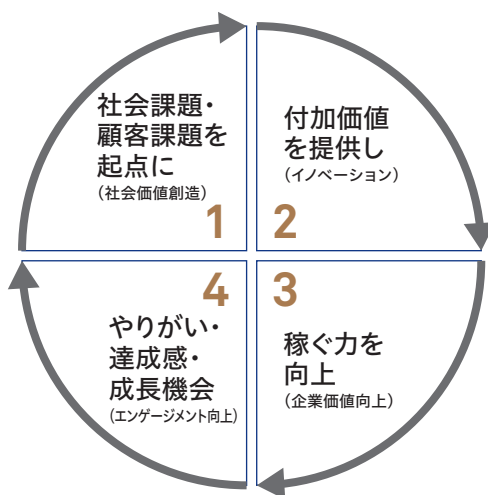 社会課題・
顧客課題を
起点に
（社会価値創造）
1
付加価値
を提供し
（イノベーション）
2
3
稼ぐ力を
向上
（企業価値向上）
4
やりがい・
達成感・
成長機会
（エンゲージメント向上）